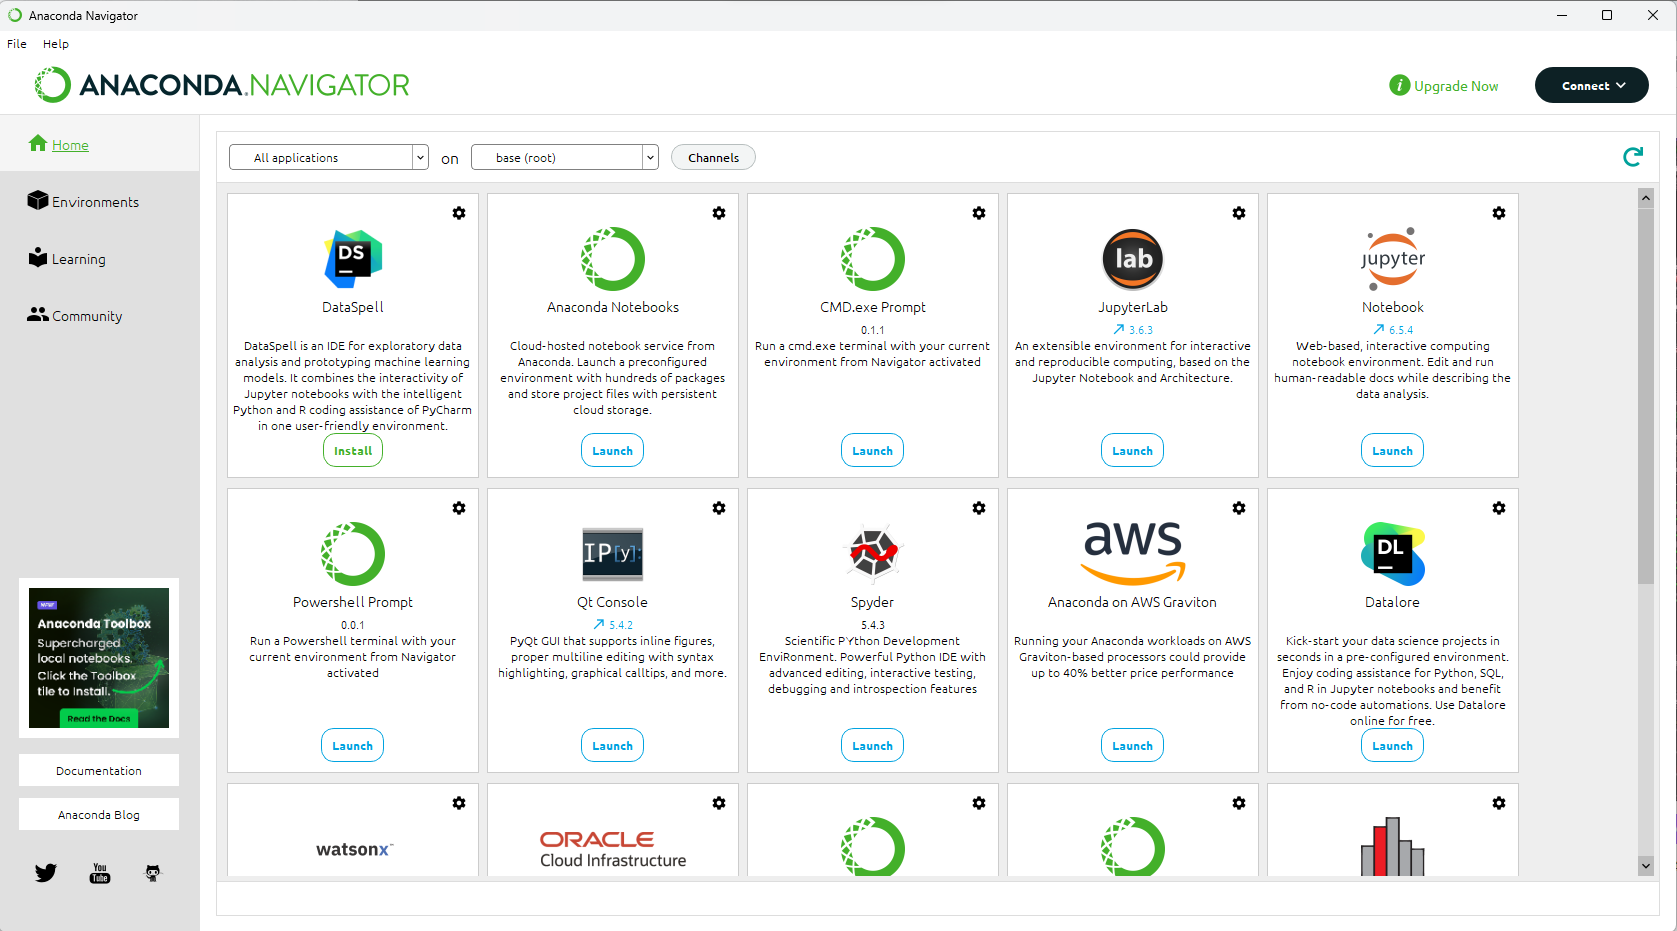 Anaconda Navigator
File Help
ANACONDA.NAVIGATOR
i Upgrade Now
Connect
Home
Environments
Learning
Community
All applications on base (root) Channels
DS
DataSpell
DataSpell is an IDE for exploratory data
analysis and prototyping machine learning
models. It combines the interactivity of
Jupyter notebooks with the intelligent
Python and R coding assistance of PyCharm
in one user-friendly environment.
Install
Anaconda Notebooks
Cloud-hosted notebook service from
Anaconda. Launch a preconfigured
environment with hundreds of packages
and store project files with persistent
cloud storage.
Launch
CMD.exe Prompt
0.1.1
Run a cmd.exe terminal with your current
environment from Navigator activated
Launch
lab
JupyterLab
3.6.3
An extensible environment for interactive
and reproducible computing, based on the
Jupyter Notebook and Architecture.
Launch
jupyter
Notebook
6.5.4
Web-based, interactive computing
notebook environment. Edit and run
human-readable docs while describing the
data analysis.
Launch
Powershell Prompt
0.0.1
Run a Powershell terminal with your
current environment from Navigator
activated
Launch
IP[y]:
Qt Console
5.4.2
PyQt GUI that supports inline figures,
proper multiline editing with syntax
highlighting, graphical calltips, and more.
Launch
Spyder
5.4.3
Scientific PYthon Development
EnviRonment. Powerful Python IDE with
advanced editing, interactive testing,
debugging and introspection features
Launch
aws
Anaconda on AWS Graviton
Running your Anaconda workloads on AWS
Graviton-based processors could provide
up to 40% better price performance
Launch
DL
Datalore
Kick-start your data science projects in
seconds in a pre-configured environment.
Enjoy coding assistance for Python, SQL,
and R in Jupyter notebooks and benefit
from no-code automations. Use Datalore
online for free.
Launch
watsonx
ORACLE
Cloud Infrastructure
NEW
Anaconda Toolbox
Supercharged
local notebooks.
Click the Toolbox
tile to Install.
Read the Docs
Documentation
Anaconda Blog
You
Tube